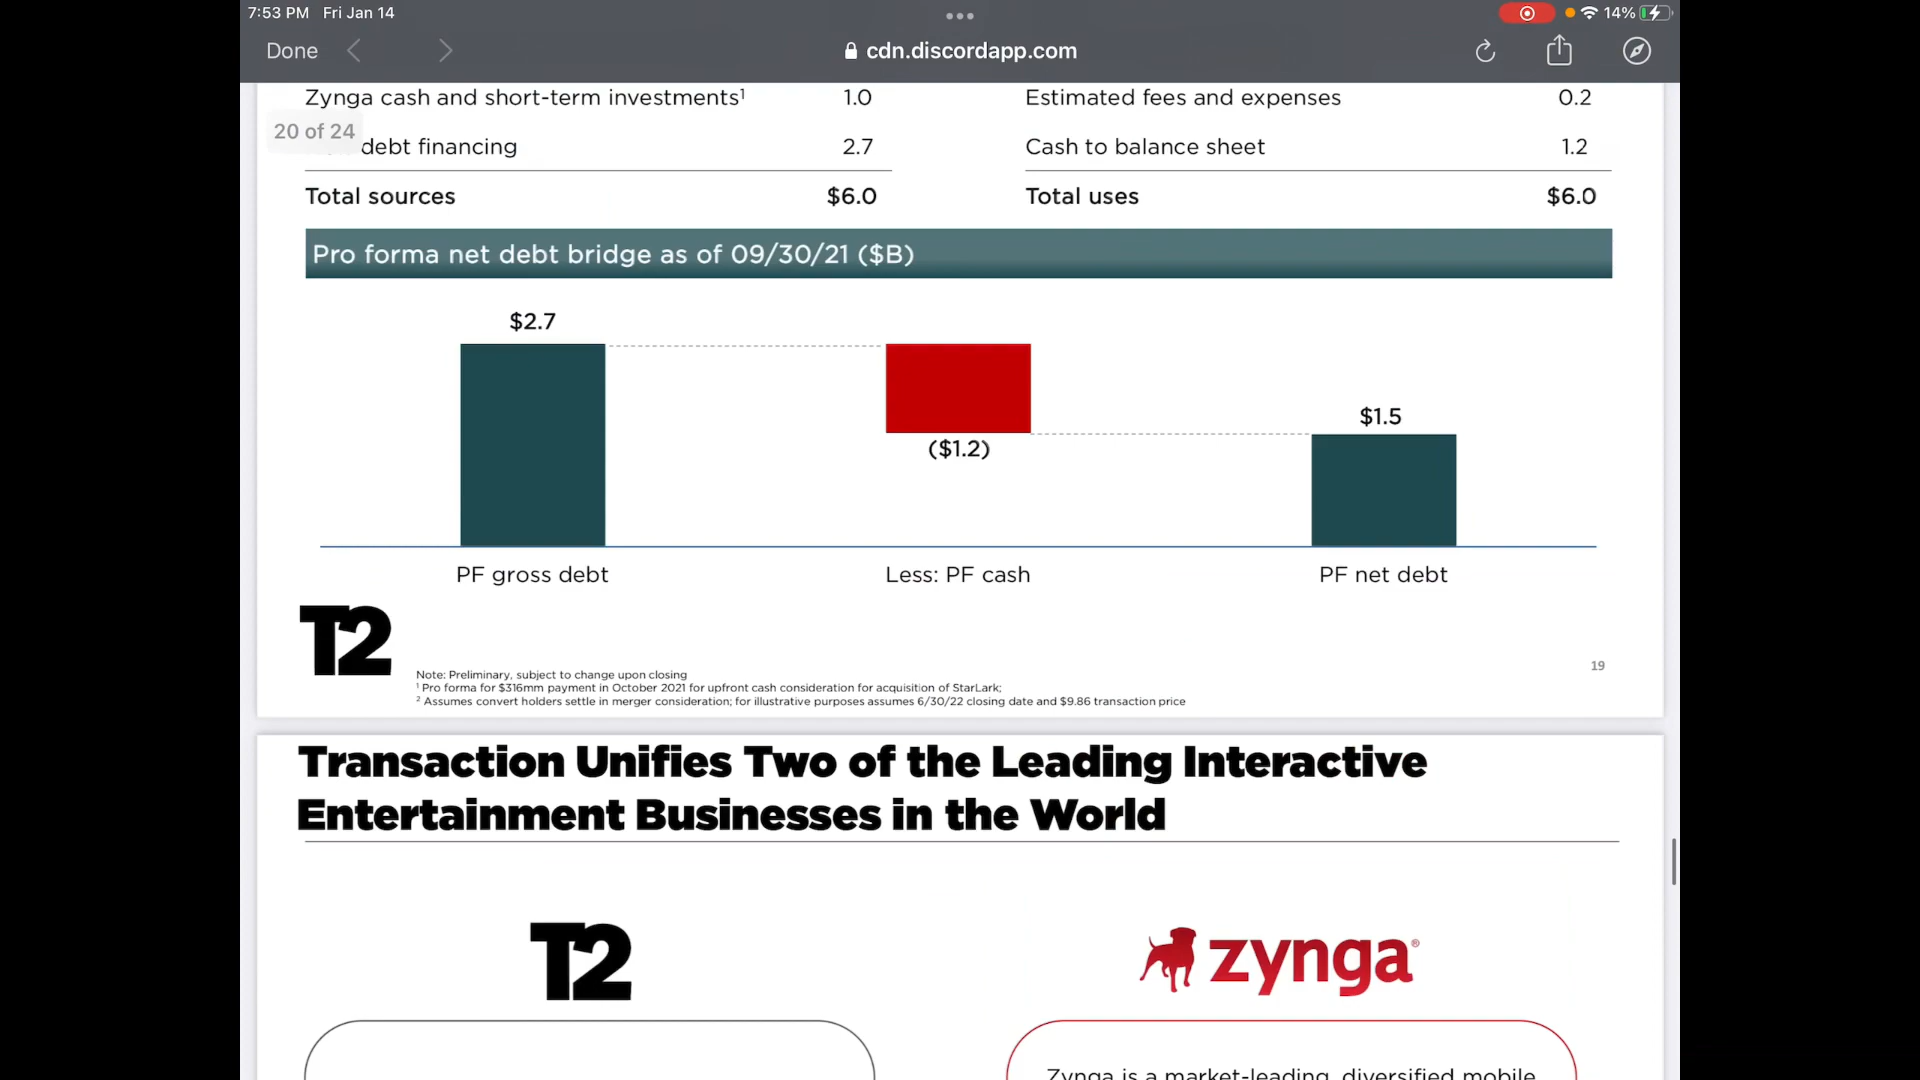 7:53 PM Fri Jan 14
14%
Done
cdn.discordapp.com
Zynga cash and short-term investments¹ 1.0
Estimated fees and expenses 0.2
20 of 24
debt financing 2.7
Cash to balance sheet 1.2
Total sources $6.0
Total uses $6.0
Pro forma net debt bridge as of 09/30/21 ($B)
$2.7
$1.5
($1.2)
PF gross debt
Less: PF cash
PF net debt
T2
19
Note: Preliminary, subject to change upon closing
¹ Pro forma for $316mm payment in October 2021 for upfront cash consideration for acquisition of StarLark;
² Assumes convert holders settle in merger consideration; for illustrative purposes assumes 6/30/22 closing date and $9.86 transaction price
Transaction Unifies Two of the Leading Interactive
Entertainment Businesses in the World
T2
zynga®
Zynga is a market-leading, diversified mobile